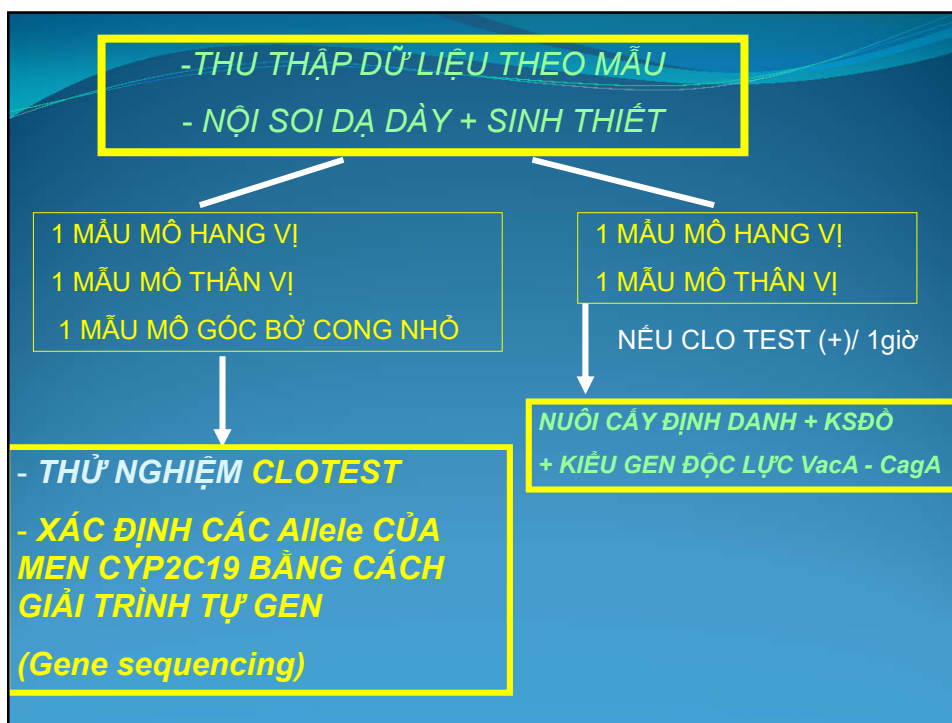 -THU THẬP DỮ LIỆU THEO MẪU
- NỘI SOI DẠ DÀY + SINH THIẾT
1 MẪU MÔ HANG VỊ
1 MẪU MÔ THÂN VỊ
1 MẪU MÔ GÓC BỜ CONG NHỎ
1 MẪU MÔ HANG VỊ
1 MẪU MÔ THÂN VỊ
NẾU CLO TEST (+)/ 1giờ
NUÔI CẤY ĐỊNH DANH + KSĐỒ
+ KIỂU GEN ĐỘC LỰC VacA - CagA
- THỬ NGHIỆM CLOTEST
- XÁC ĐỊNH CÁC Allele CỦA
MEN CYP2C19 BẰNG CÁCH
GIẢI TRÌNH TỰ GEN
(Gene sequencing)